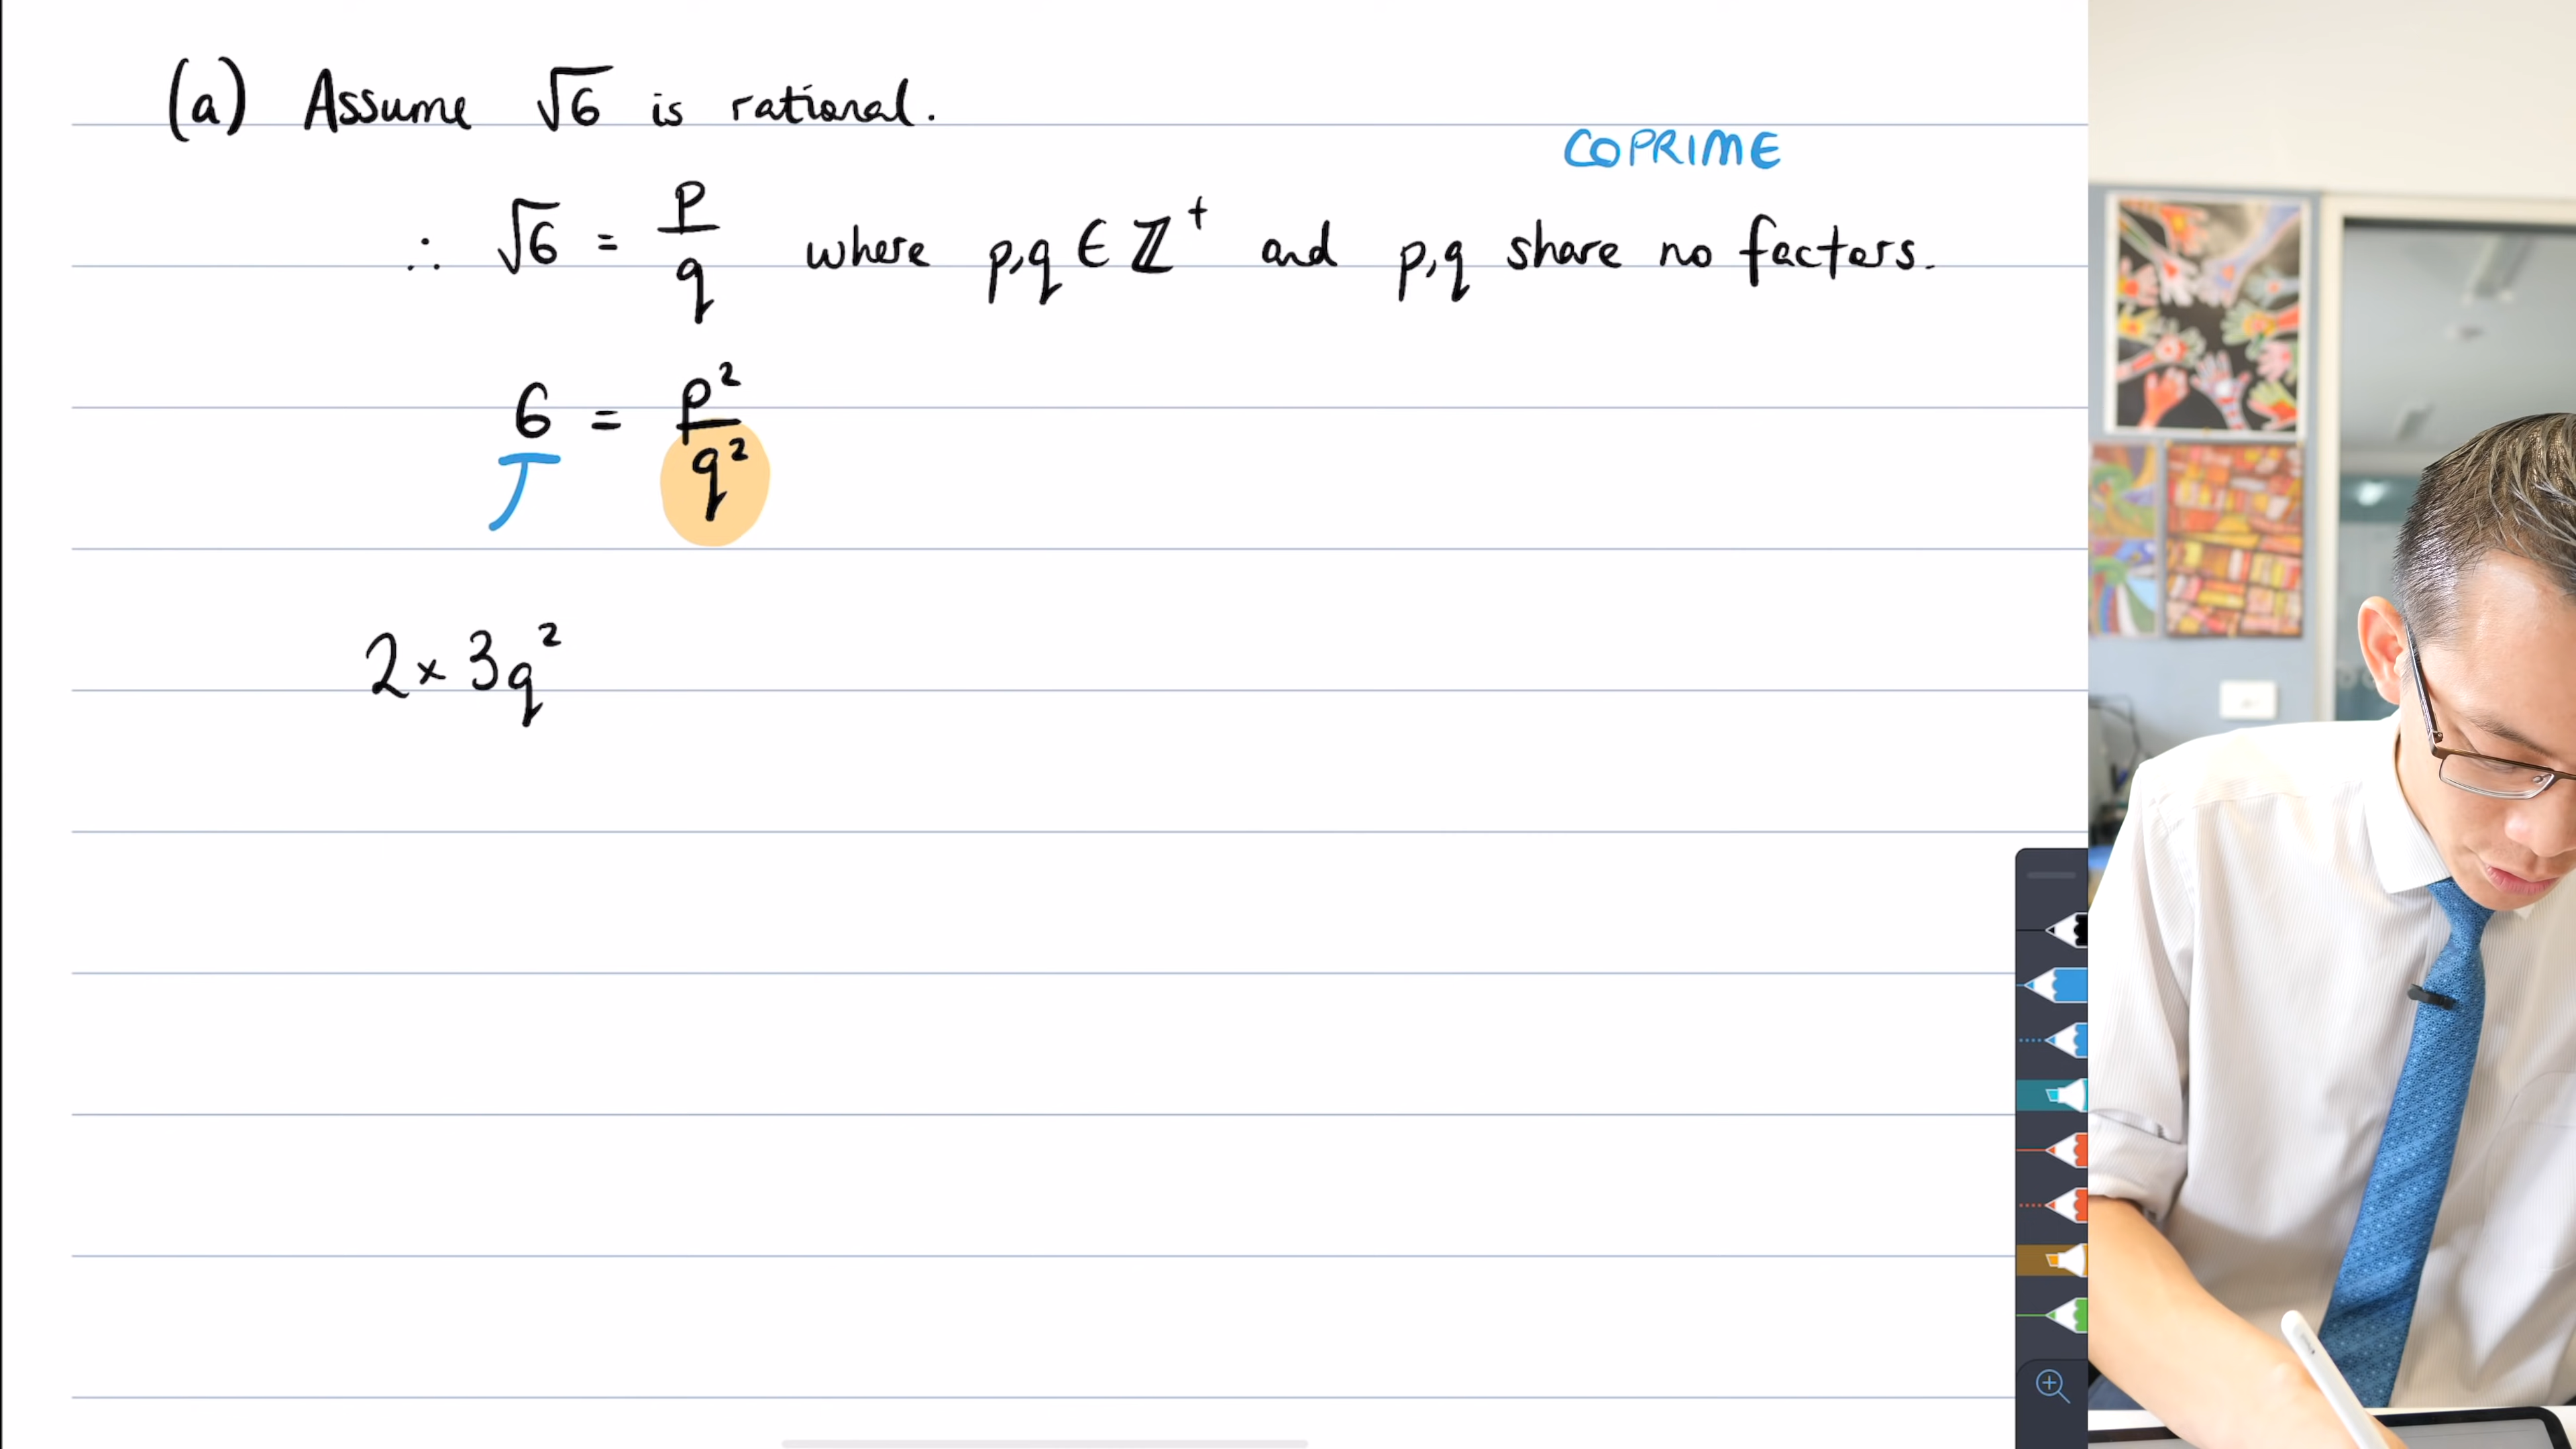 (a) Assume √6 is rational.
COPRIME
∴ √6 = p/q where p,q ∈ ℤ⁺ and p,q share no factors.
6 = p²/q²
2 × 3q²